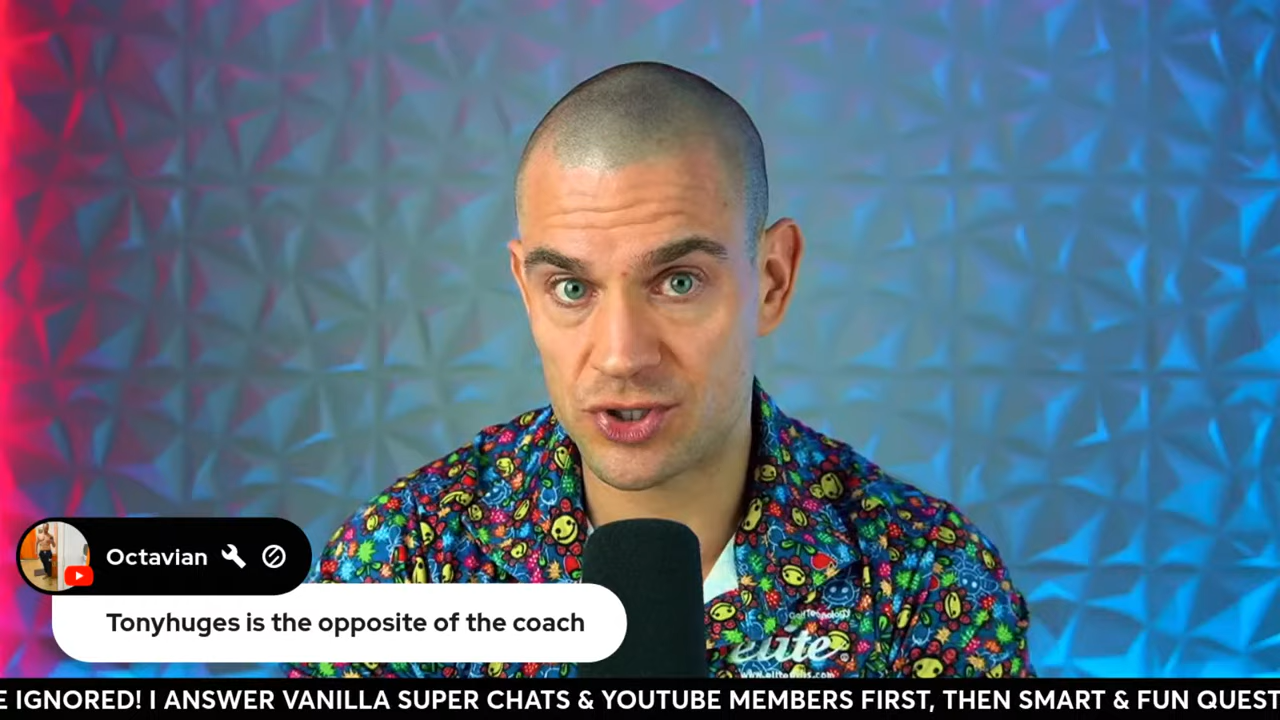 Octavian
Tonyhuges is the opposite of the coach
GolfTechnology
elite
E IGNORED! I ANSWER VANILLA SUPER CHATS & YOUTUBE MEMBERS FIRST, THEN SMART & FUN QUEST